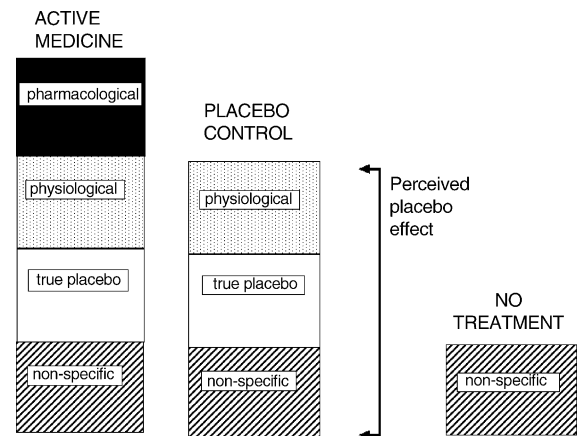 ACTIVE
MEDICINE
pharmacological
physiological
true placebo
non-specific
PLACEBO
CONTROL
physiological
true placebo
non-specific
Perceived
placebo
effect
NO
TREATMENT
non-specific